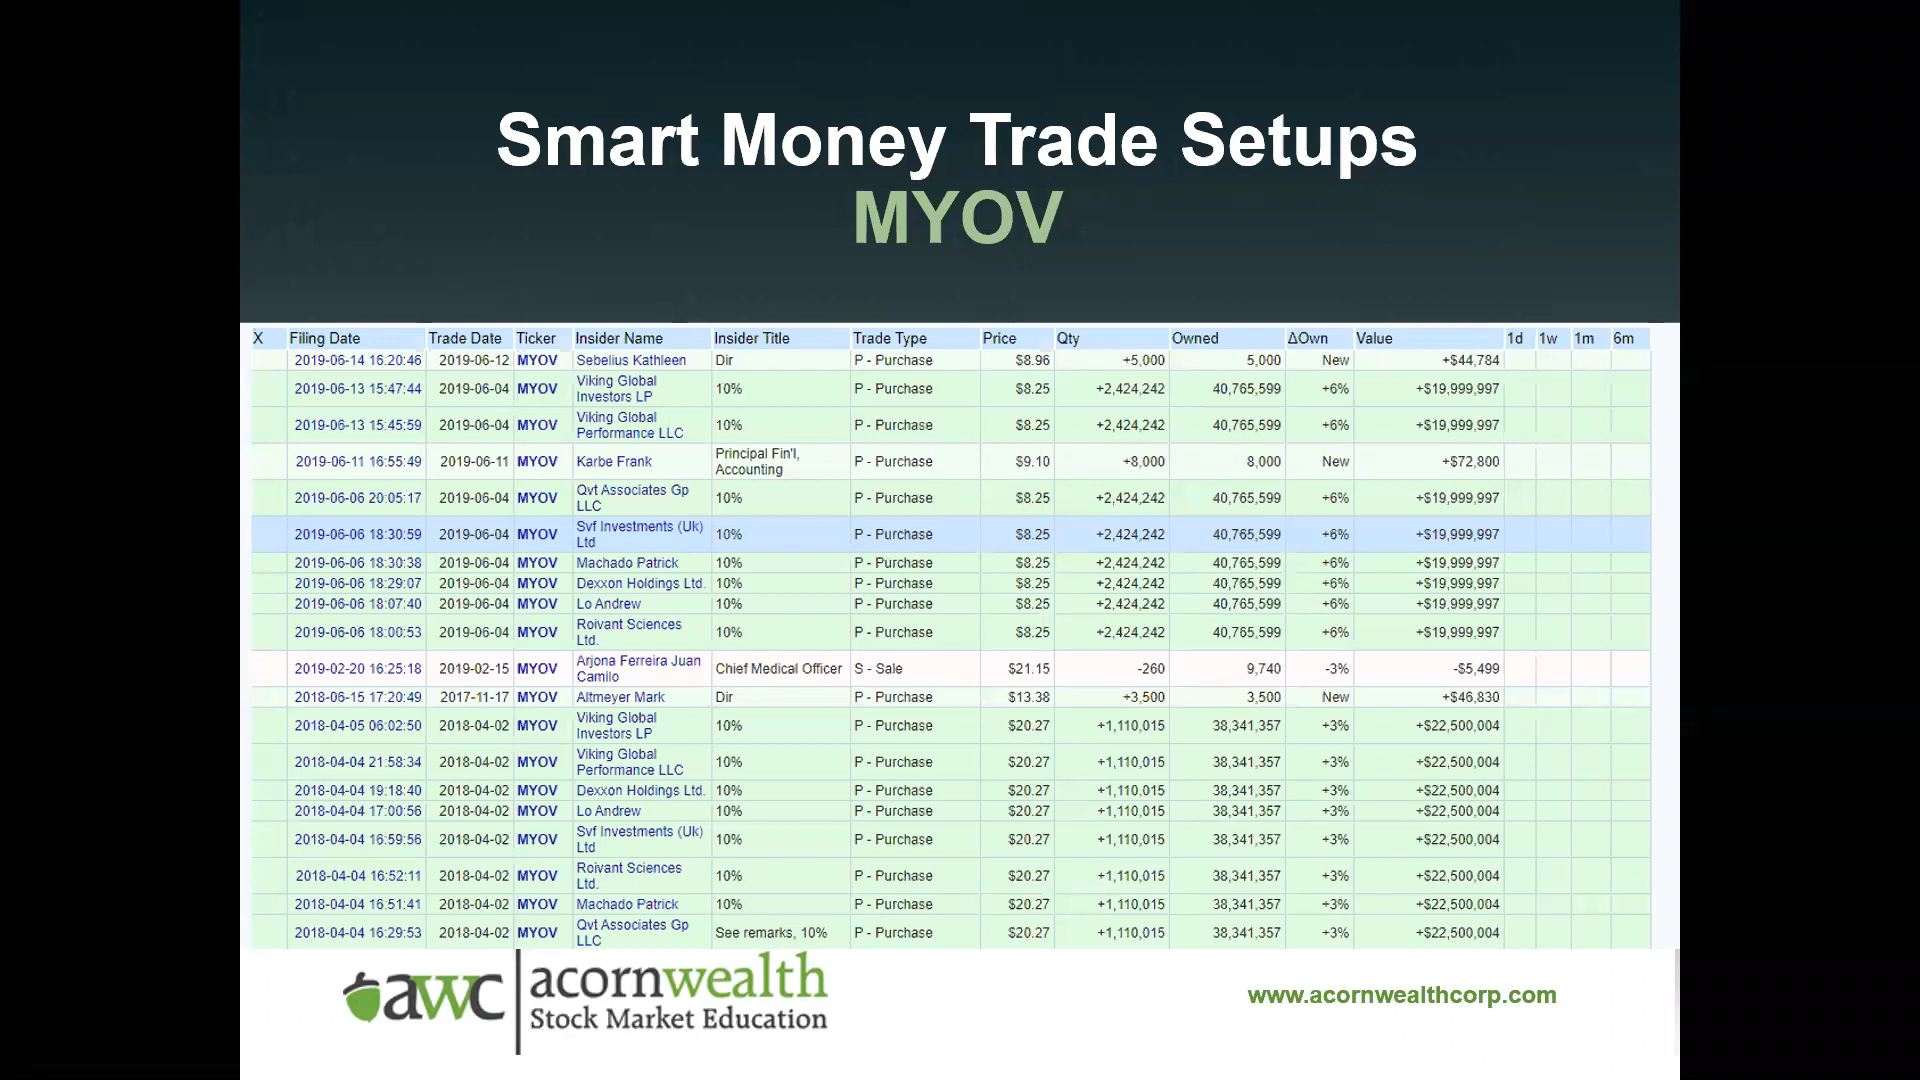 Smart Money Trade Setups
MYOV
X Filing Date Trade Date Ticker Insider Name Insider Title Trade Type Price Qty Owned ΔOwn Value 1d 1w 1m 6m
2019-06-14 16:20:46 2019-06-12 MYOV Sebelius Kathleen Dir P - Purchase $8.96 +5,000 5,000 New +$44,784
2019-06-13 15:47:44 2019-06-04 MYOV Viking Global Investors LP 10% P - Purchase $8.25 +2,424,242 40,765,599 +6% +$19,999,997
2019-06-13 15:45:59 2019-06-04 MYOV Viking Global Performance LLC 10% P - Purchase $8.25 +2,424,242 40,765,599 +6% +$19,999,997
2019-06-11 16:55:49 2019-06-11 MYOV Karbe Frank Principal Fin'l, Accounting P - Purchase $9.10 +8,000 8,000 New +$72,800
2019-06-06 20:05:17 2019-06-04 MYOV Qvt Associates Gp LLC 10% P - Purchase $8.25 +2,424,242 40,765,599 +6% +$19,999,997
2019-06-06 18:30:59 2019-06-04 MYOV Svf Investments (Uk) Ltd 10% P - Purchase $8.25 +2,424,242 40,765,599 +6% +$19,999,997
2019-06-06 18:30:38 2019-06-04 MYOV Machado Patrick 10% P - Purchase $8.25 +2,424,242 40,765,599 +6% +$19,999,997
2019-06-06 18:29:07 2019-06-04 MYOV Dexxon Holdings Ltd. 10% P - Purchase $8.25 +2,424,242 40,765,599 +6% +$19,999,997
2019-06-06 18:07:40 2019-06-04 MYOV Lo Andrew 10% P - Purchase $8.25 +2,424,242 40,765,599 +6% +$19,999,997
2019-06-06 18:00:53 2019-06-04 MYOV Roivant Sciences Ltd. 10% P - Purchase $8.25 +2,424,242 40,765,599 +6% +$19,999,997
2019-02-20 16:25:18 2019-02-15 MYOV Arjona Ferreira Juan Camilo Chief Medical Officer S - Sale $21.15 -260 9,740 -3% -$5,499
2018-06-15 17:20:49 2017-11-17 MYOV Altmeyer Mark Dir P - Purchase $13.38 +3,500 3,500 New +$46,830
2018-04-05 06:02:50 2018-04-02 MYOV Viking Global Investors LP 10% P - Purchase $20.27 +1,110,015 38,341,357 +3% +$22,500,004
2018-04-04 21:58:34 2018-04-02 MYOV Viking Global Performance LLC 10% P - Purchase $20.27 +1,110,015 38,341,357 +3% +$22,500,004
2018-04-04 19:18:40 2018-04-02 MYOV Dexxon Holdings Ltd. 10% P - Purchase $20.27 +1,110,015 38,341,357 +3% +$22,500,004
2018-04-04 17:00:56 2018-04-02 MYOV Lo Andrew 10% P - Purchase $20.27 +1,110,015 38,341,357 +3% +$22,500,004
2018-04-04 16:59:56 2018-04-02 MYOV Svf Investments (Uk) Ltd 10% P - Purchase $20.27 +1,110,015 38,341,357 +3% +$22,500,004
2018-04-04 16:52:11 2018-04-02 MYOV Roivant Sciences Ltd. 10% P - Purchase $20.27 +1,110,015 38,341,357 +3% +$22,500,004
2018-04-04 16:51:41 2018-04-02 MYOV Machado Patrick 10% P - Purchase $20.27 +1,110,015 38,341,357 +3% +$22,500,004
2018-04-04 16:29:53 2018-04-02 MYOV Qvt Associates Gp LLC See remarks, 10% P - Purchase $20.27 +1,110,015 38,341,357 +3% +$22,500,004
awc acornwealth
Stock Market Education
www.acornwealthcorp.com